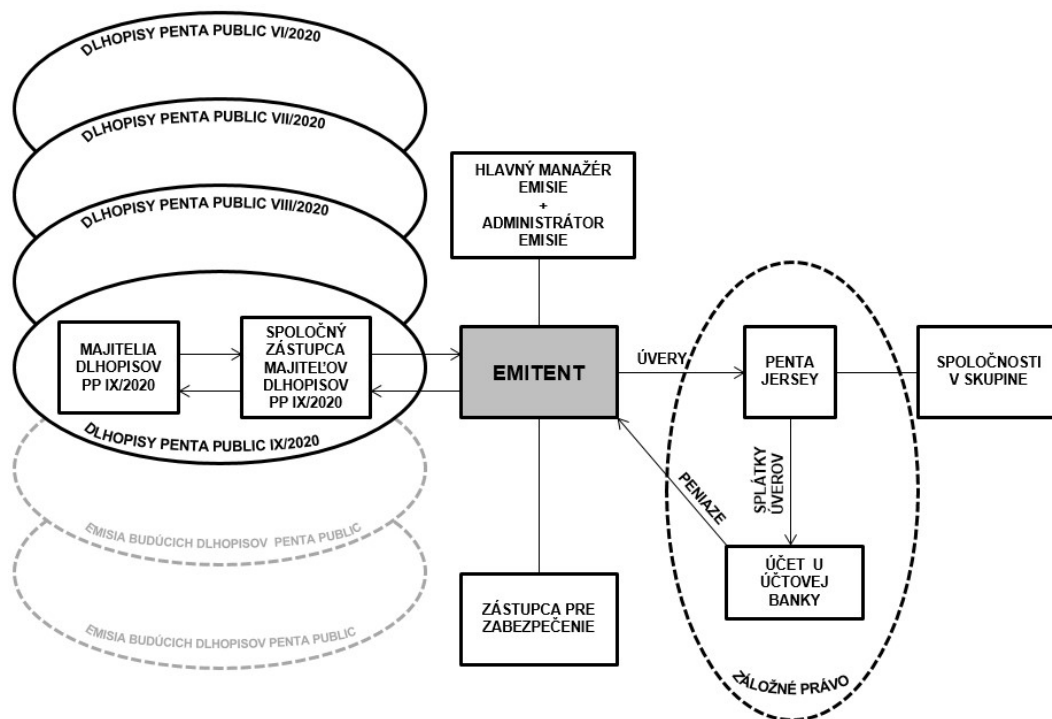 DLHOPISY PENTA PUBLIC VI/2020
DLHOPISY PENTA PUBLIC VII/2020
DLHOPISY PENTA PUBLIC VIII/2020
HLAVNÝ MANAŽÉR
EMISIE
+
ADMINISTRÁTOR
EMISIE
MAJITELIA
DLHOPISOV
PP IX/2020
SPOLOČNÝ
ZÁSTUPCA
MAJITEĽOV
DLHOPISOV
PP IX/2020
DLHOPISY PENTA PUBLIC IX/2020
EMITENT
ÚVERY
PENTA
JERSEY
SPOLOČNOSTI
V SKUPINE
PENIAZE
SPLÁTKY
ÚVEROV
EMISIA BUDÚCICH DLHOPISOV PENTA PUBLIC
EMISIA BUDÚCICH DLHOPISOV PENTA PUBLIC
ZÁSTUPCA PRE
ZABEZPEČENIE
ÚČET U
ÚČTOVEJ
BANKY
ZÁLOŽNÉ PRÁVO